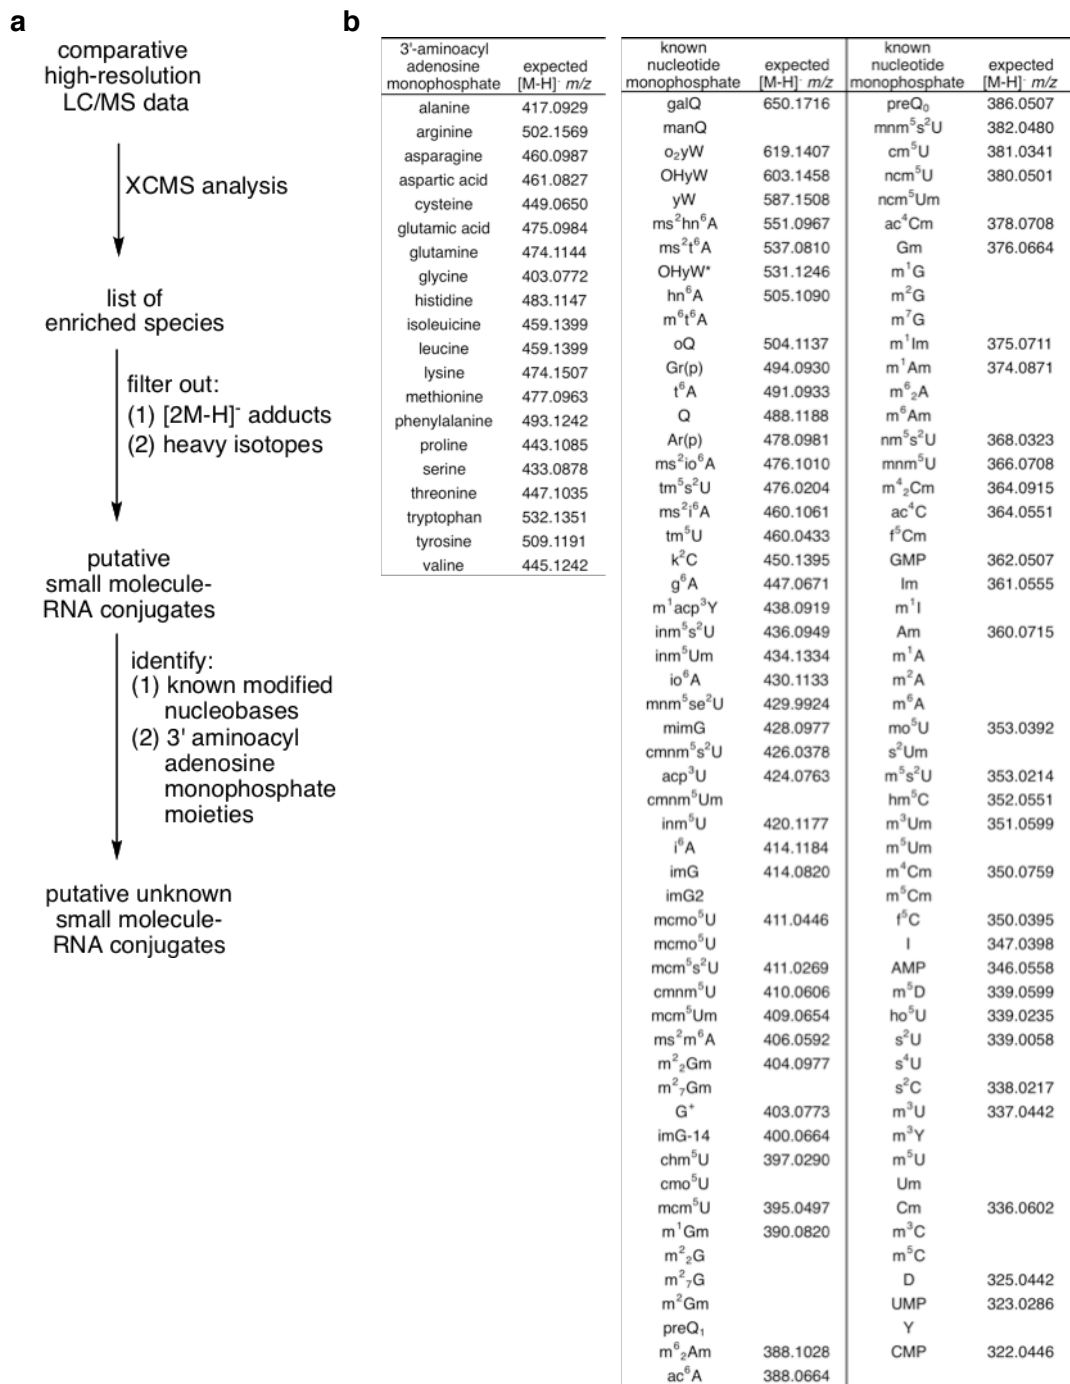 a
comparative
high-resolution
LC/MS data
XCMS analysis
list of
enriched species
filter out:
(1) [2M-H]⁻ adducts
(2) heavy isotopes
putative
small molecule-
RNA conjugates
identify:
(1) known modified
nucleobases
(2) 3' aminoacyl
adenosine
monophosphate
moieties
putative unknown
small molecule-
RNA conjugates
b
3'-aminoacyl
adenosine expected
monophosphate [M-H]⁻ m/z
alanine 417.0929
arginine 502.1569
asparagine 460.0987
aspartic acid 461.0827
cysteine 449.0650
glutamic acid 475.0984
glutamine 474.1144
glycine 403.0772
histidine 483.1147
isoleucine 459.1399
leucine 459.1399
lysine 474.1507
methionine 477.0963
phenylalanine 493.1242
proline 443.1085
serine 433.0878
threonine 447.1035
tryptophan 532.1351
tyrosine 509.1191
valine 445.1242
known known
nucleotide expected nucleotide expected
monophosphate [M-H]⁻ m/z monophosphate [M-H]⁻ m/z
galQ 650.1716 preQ₀ 386.0507
manQ mnm⁵s²U 382.0480
o₂yW 619.1407 cm⁵U 381.0341
OHyW 603.1458 ncm⁵U 380.0501
yW 587.1508 ncm⁵Um
ms²hn⁶A 551.0967 ac⁴Cm 378.0708
ms²t⁶A 537.0810 Gm 376.0664
OHyW* 531.1246 m¹G
hn⁶A 505.1090 m²G
m⁶t⁶A m⁷G
oQ 504.1137 m¹Im 375.0711
Gr(p) 494.0930 m¹Am 374.0871
t⁶A 491.0933 m⁶₂A
Q 488.1188 m⁶Am
Ar(p) 478.0981 nm⁵s²U 368.0323
ms²io⁶A 476.1010 mnm⁵U 366.0708
tm⁵s²U 476.0204 m⁴₂Cm 364.0915
ms²i⁶A 460.1061 ac⁴C 364.0551
tm⁵U 460.0433 f⁵Cm
k²C 450.1395 GMP 362.0507
g⁶A 447.0671 Im 361.0555
m¹acp³Y 438.0919 m¹I
inm⁵s²U 436.0949 Am 360.0715
inm⁵Um 434.1334 m¹A
io⁶A 430.1133 m²A
mnm⁵se²U 429.9924 m⁶A
mimG 428.0977 mo⁵U 353.0392
cmnm⁵s²U 426.0378 s²Um
acp³U 424.0763 m⁵s²U 353.0214
cmnm⁵Um hm⁵C 352.0551
inm⁵U 420.1177 m³Um 351.0599
i⁶A 414.1184 m⁵Um
imG 414.0820 m⁴Cm 350.0759
imG2 m⁵Cm
mcmo⁵U 411.0446 f⁵C 350.0395
mcmo⁵U I 347.0398
mcm⁵s²U 411.0269 AMP 346.0558
cmnm⁵U 410.0606 m⁵D 339.0599
mcm⁵Um 409.0654 ho⁵U 339.0235
ms²m⁶A 406.0592 s²U 339.0058
m²₂Gm 404.0977 s⁴U
m²₇Gm s²C 338.0217
G⁺ 403.0773 m³U 337.0442
imG-14 400.0664 m³Y
chm⁵U 397.0290 m⁵U
cmo⁵U Um
mcm⁵U 395.0497 Cm 336.0602
m¹Gm 390.0820 m³C
m²₂G m⁵C
m²₇G D 325.0442
m²Gm UMP 323.0286
preQ₁ Y
m⁶₂Am 388.1028 CMP 322.0446
ac⁶A 388.0664